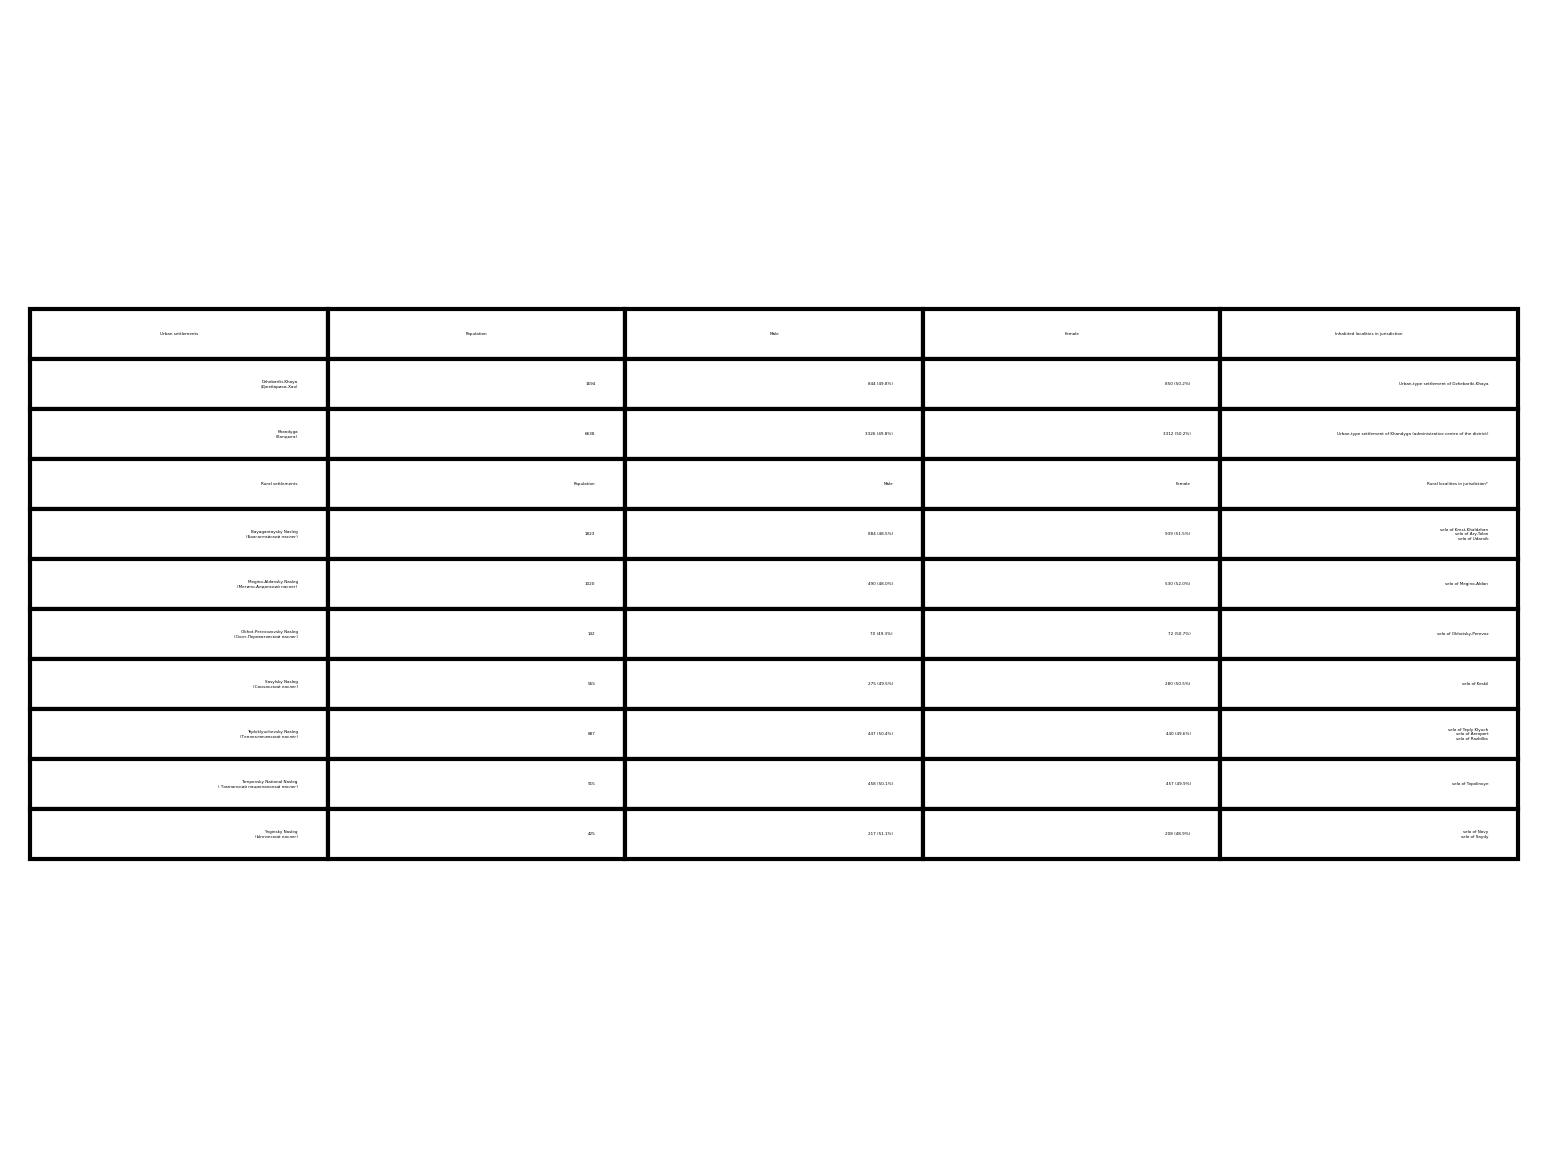 Urban settlements
Population
Male
Female
Inhabited localities in jurisdiction
Dzhebariki-Khaya
(Джебарики-Хая)
1694
844 (49.8%)
850 (50.2%)
Urban-type settlement of Dzhebariki-Khaya
Khandyga
(Хандыга)
6638
3326 (49.8%)
3312 (50.2%)
Urban-type settlement of Khandyga (administrative centre of the district)
Rural settlements
Population
Male
Female
Rural localities in jurisdiction*
Bayagantaysky Nasleg
1823
884 (48.5%)
939 (51.5%)
selo of Krest-Khaldzhan
selo of Ary-Tolon
selo of Udarnik
Megino-Aldansky Nasleg
(Мегино-Алданский наслег)
1020
490 (48.0%)
530 (52.0%)
selo of Megino-Aldan
Okhot-Perevozovsky Nasleg
(Охот-Перевозовский наслег)
142
70 (49.3%)
72 (50.7%)
selo of Okhotsky-Perevoz
Sasylsky Nasleg
(Сасыльский наслег)
555
275 (49.5%)
280 (50.5%)
selo of Keskil
Teploklyuchevsky Nasleg
(Теплоключевский наслег)
887
447 (50.4%)
440 (49.6%)
selo of Teply Klyuch
selo of Aeroport
selo of Razbilka
Tomponsky National Nasleg
( Томпонский национальный наслег)
915
458 (50.1%)
457 (49.9%)
selo of Topolinoye
Ynginsky Nasleg
(Ынгинский наслег)
425
217 (51.1%)
208 (48.9%)
selo of Novy
selo of Saydy